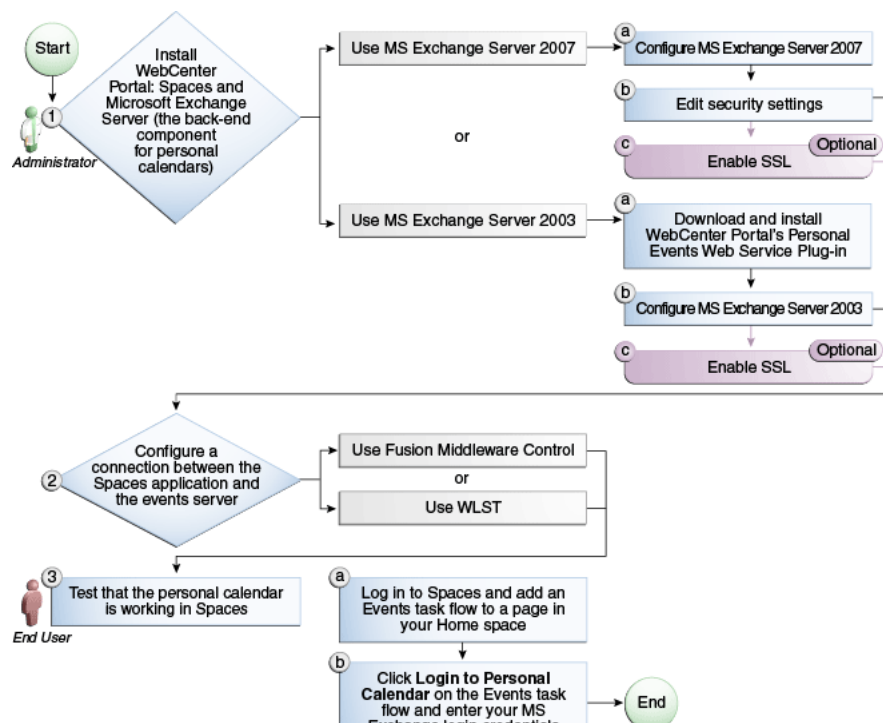 Start
1
Administrator
Install
WebCenter
Portal: Spaces and
Microsoft Exchange
Server (the back-end
component
for personal
calendars)
Use MS Exchange Server 2007
or
Use MS Exchange Server 2003
a
Configure MS Exchange Server 2007
b
Edit security settings
c
Optional
Enable SSL
a
Download and install
WebCenter Portal's Personal
Events Web Service Plug-in
b
Configure MS Exchange Server 2003
c
Optional
Enable SSL
2
Configure a
connection between the
Spaces application and
the events server
Use Fusion Middleware Control
or
Use WLST
3
End User
Test that the personal calendar
is working in Spaces
a
Log in to Spaces and add an
Events task flow to a page in
your Home space
b
Click Login to Personal
Calendar on the Events task
flow and enter your MS
Exchange login credentials
End